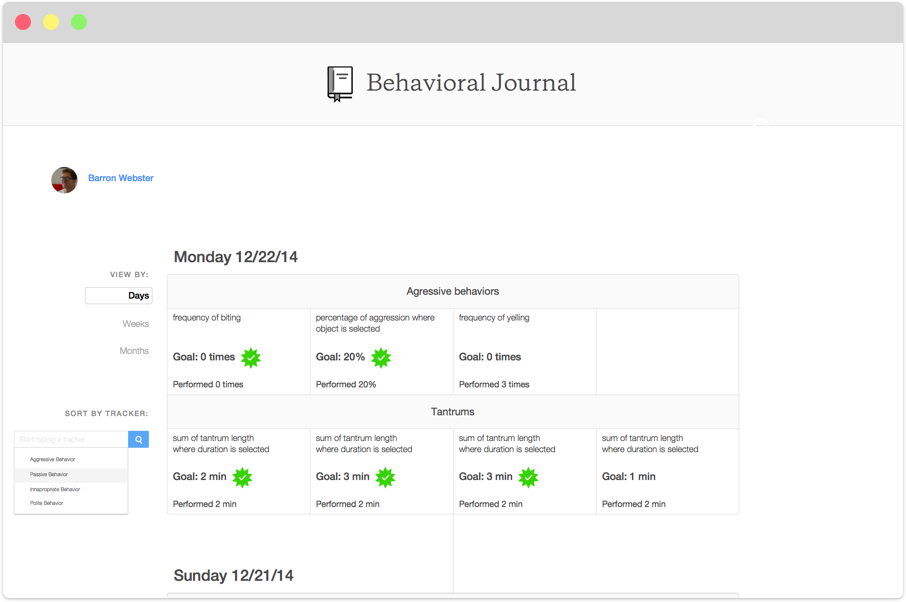 Behavioral Journal
Barron Webster
Monday 12/22/14
VIEW BY:
Days
Weeks
Months
SORT BY TRACKER:
Start typing a tracker
Aggressive Behavior
Passive Behavior
Innapropriate Behavior
Polite Behavior
Agressive behaviors
frequency of biting
Goal: 0 times
Performed 0 times
percentage of aggression where
object is selected
Goal: 20%
Performed 20%
frequency of yelling
Goal: 0 times
Performed 3 times
Tantrums
sum of tantrum length
where duration is selected
Goal: 2 min
Performed 2 min
sum of tantrum length
where duration is selected
Goal: 3 min
Performed 2 min
sum of tantrum length
where duration is selected
Goal: 3 min
Performed 2 min
sum of tantrum length
where duration is selected
Goal: 1 min
Performed 2 min
Sunday 12/21/14